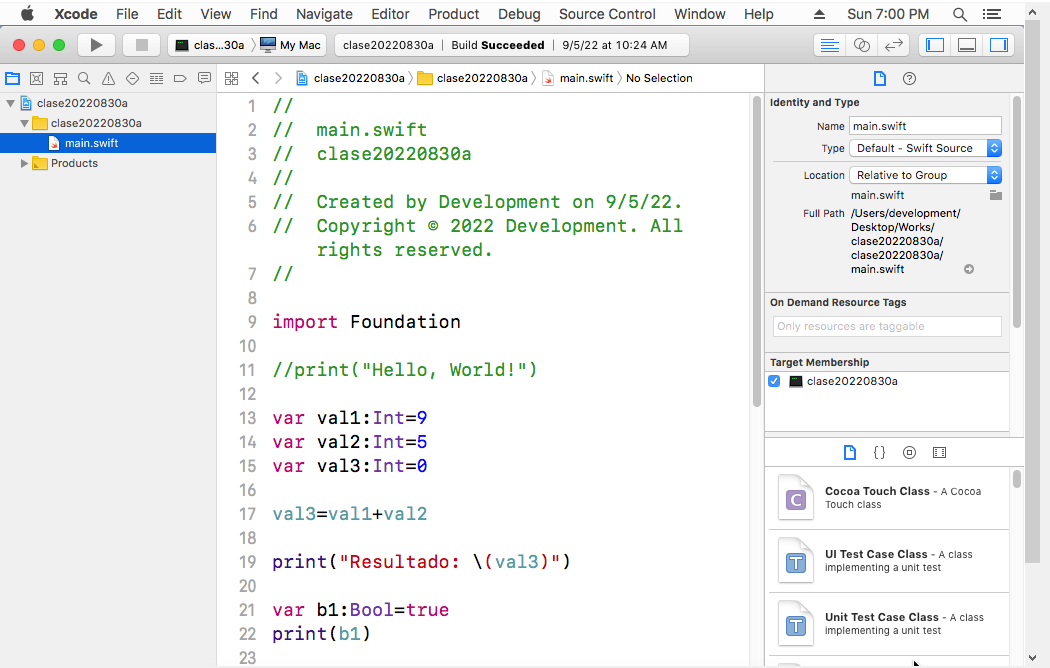 Xcode File Edit View Find Navigate Editor Product Debug Source Control Window Help Sun 7:00 PM
clas...30a My Mac clase20220830a | Build Succeeded | 9/5/22 at 10:24 AM
clase20220830a clase20220830a main.swift No Selection
clase20220830a
clase20220830a
main.swift
Products
1 //
2 // main.swift
3 // clase20220830a
4 //
5 // Created by Development on 9/5/22.
6 // Copyright © 2022 Development. All
rights reserved.
7 //
8
9 import Foundation
10
11 //print("Hello, World!")
12
13 var val1:Int=9
14 var val2:Int=5
15 var val3:Int=0
16
17 val3=val1+val2
18
19 print("Resultado: \(val3)")
20
21 var b1:Bool=true
22 print(b1)
23
Identity and Type
Name main.swift
Type Default - Swift Source
Location Relative to Group
main.swift
Full Path /Users/development/
Desktop/Works/
clase20220830a/
clase20220830a/
main.swift
On Demand Resource Tags
Only resources are taggable
Target Membership
clase20220830a
{}
C
Cocoa Touch Class - A Cocoa
Touch class
T
UI Test Case Class - A class
implementing a unit test
T
Unit Test Case Class - A class
implementing a unit test